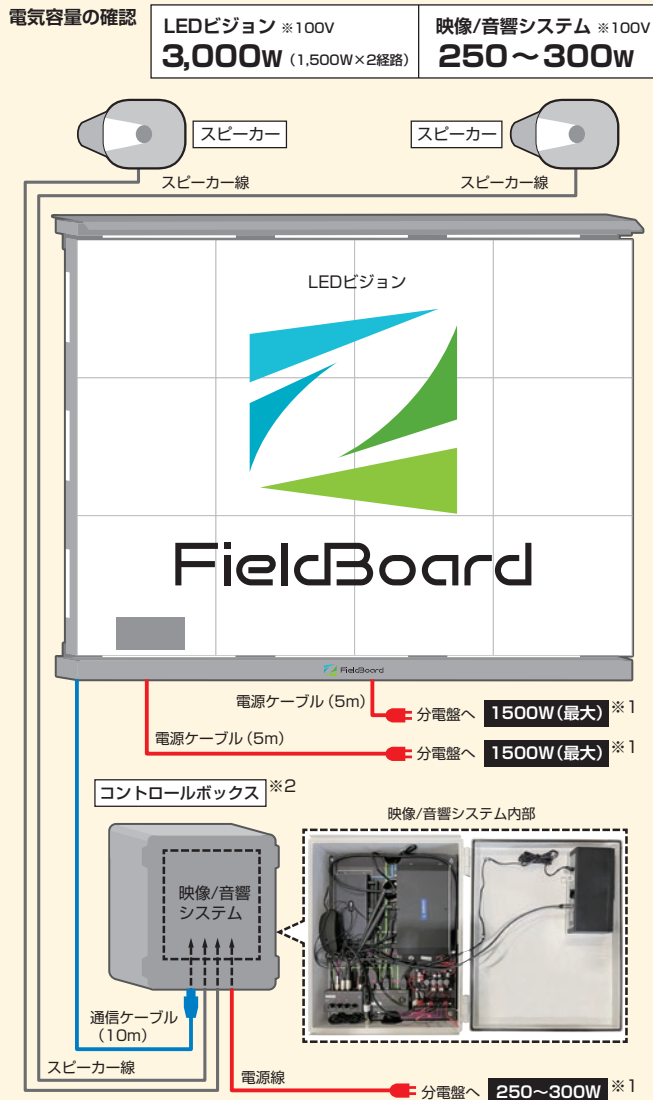 電気容量の確認
LEDビジョン ※100V
3,000W (1,500W×2経路)
映像/音響システム ※100V
250～300W
スピーカー
スピーカー
スピーカー線
スピーカー線
LEDビジョン
FieldBoard
FieldBoard
電源ケーブル(5m)
分電盤へ 1500W(最大) ※1
電源ケーブル(5m)
分電盤へ 1500W(最大) ※1
コントロールボックス ※2
映像/音響システム内部
映像/音響
システム
通信ケーブル
(10m)
スピーカー線
電源線
分電盤へ 250～300W ※1